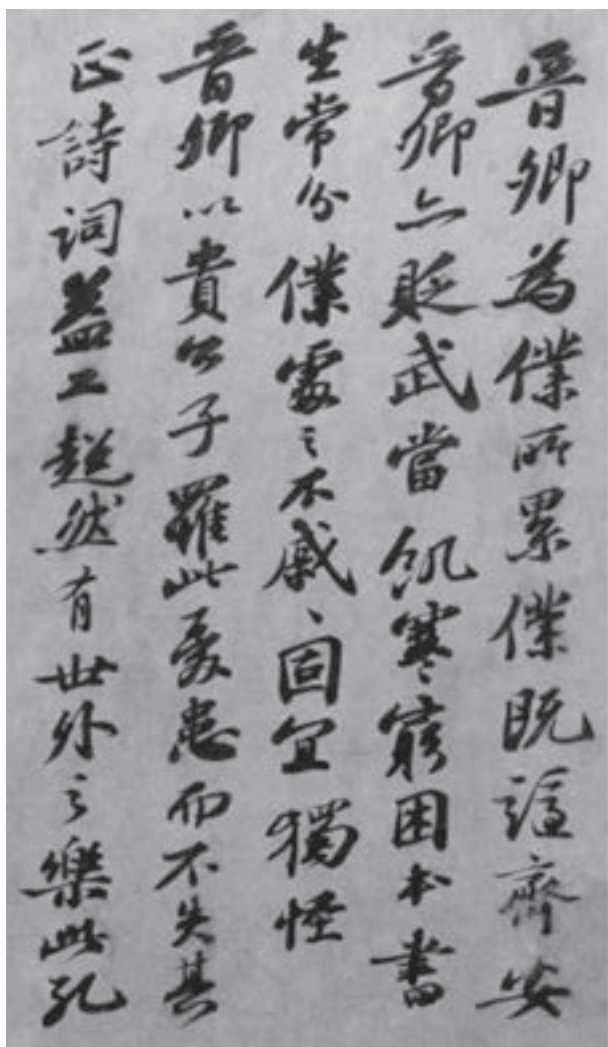 晉卿為僕所累僕既謫齊安
晉卿亦貶武當飢寒窮困本書
生常分僕處之不戚戚固宜獨怪
晉卿以貴公子罹此憂患而不失其
正詩詞益工超然有世外之樂此孔